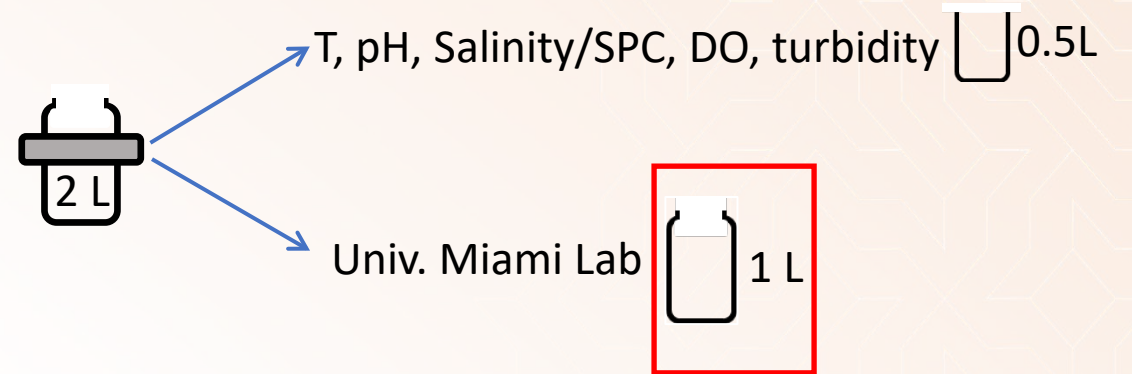 T, pH, Salinity/SPC, DO, turbidity 0.5L
2 L
Univ. Miami Lab 1 L